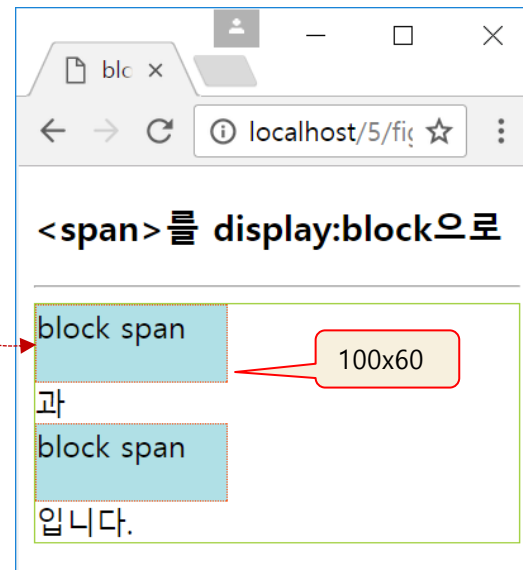 blc
localhost/5/fig
<span>를 display:block으로
block span
100x60
과
block span
입니다.